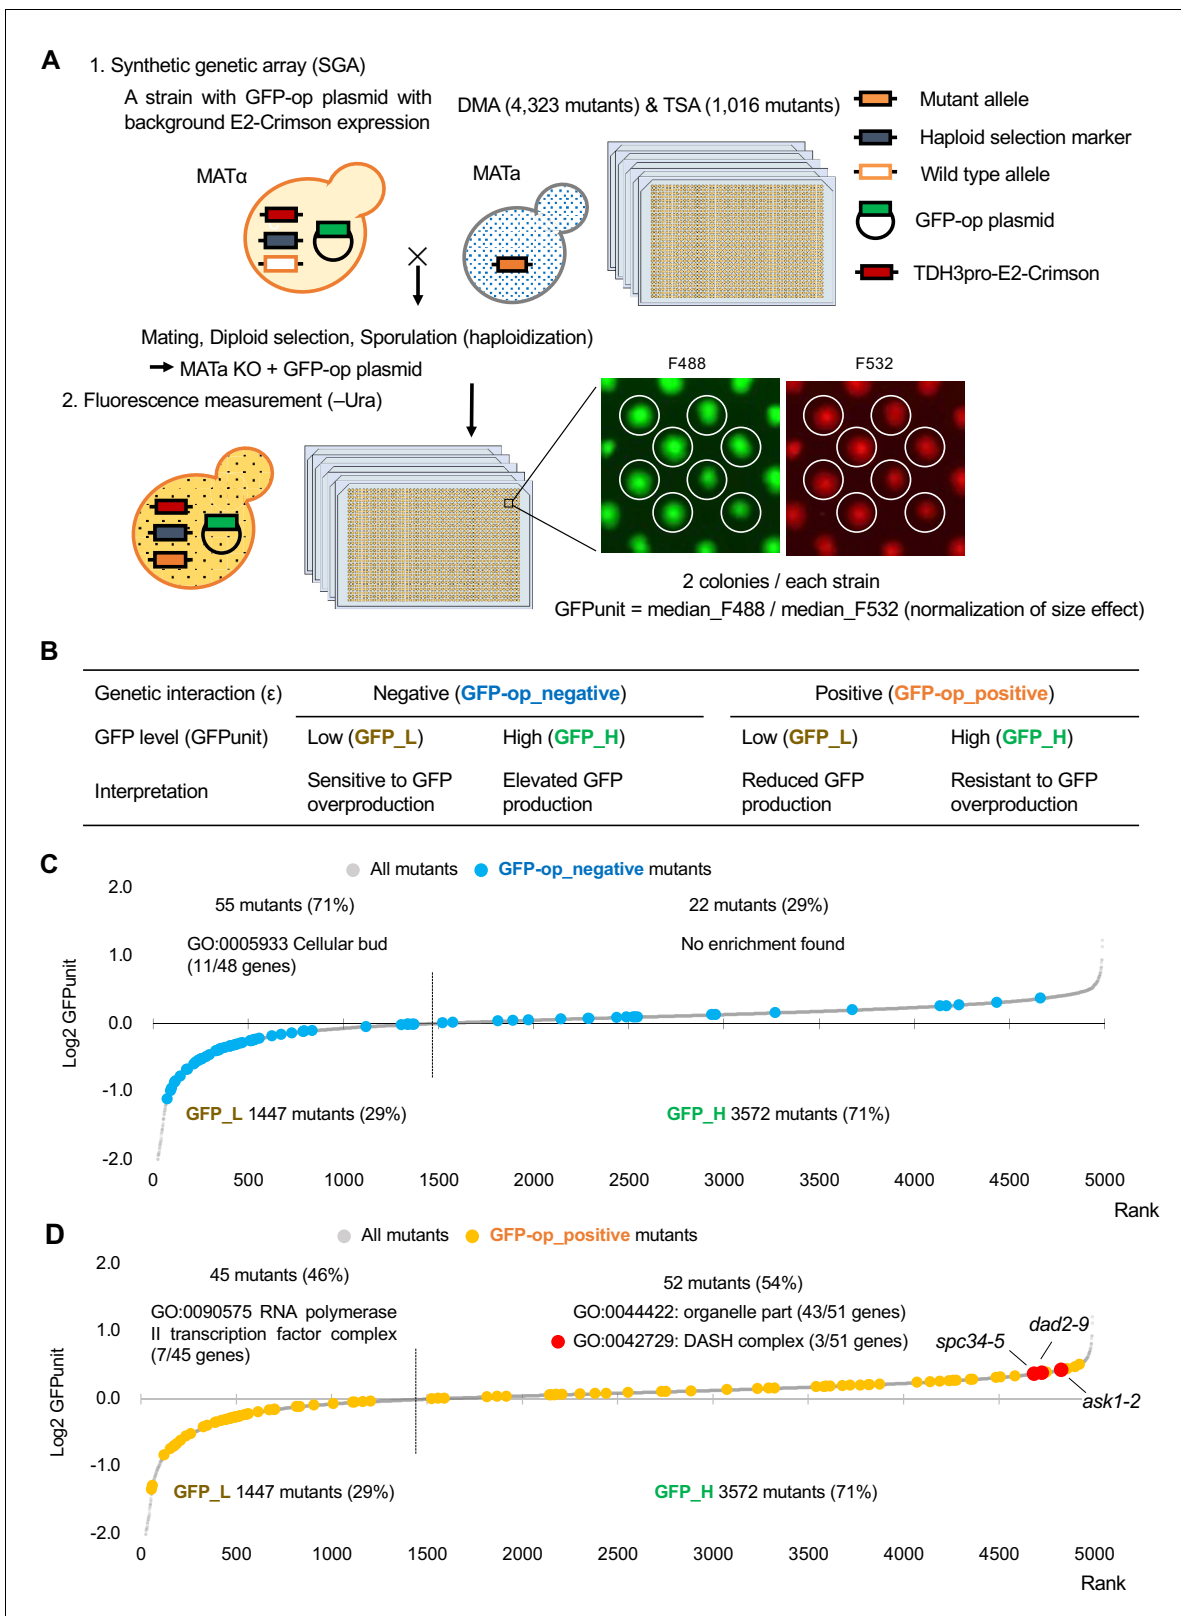 A
1. Synthetic genetic array (SGA)
A strain with GFP-op plasmid with
background E2-Crimson expression
DMA (4,323 mutants) & TSA (1,016 mutants)
Mutant allele
Haploid selection marker
Wild type allele
GFP-op plasmid
TDH3pro-E2-Crimson
MATα
MATa
Mating, Diploid selection, Sporulation (haploidization)
MATa KO + GFP-op plasmid
2. Fluorescence measurement (–Ura)
F488
F532
2 colonies / each strain
GFPunit = median_F488 / median_F532 (normalization of size effect)
B
Genetic interaction (ε)
Negative (GFP-op_negative)
Positive (GFP-op_positive)
GFP level (GFPunit)
Low (GFP_L)
High (GFP_H)
Low (GFP_L)
High (GFP_H)
Interpretation
Sensitive to GFP
overproduction
Elevated GFP
production
Reduced GFP
production
Resistant to GFP
overproduction
C
All mutants
GFP-op_negative mutants
55 mutants (71%)
22 mutants (29%)
GO:0005933 Cellular bud
(11/48 genes)
No enrichment found
Log2 GFPunit
2.0
1.0
0.0
-1.0
-2.0
GFP_L 1447 mutants (29%)
GFP_H 3572 mutants (71%)
0 500 1000 1500 2000 2500 3000 3500 4000 4500 5000
Rank
D
All mutants
GFP-op_positive mutants
45 mutants (46%)
52 mutants (54%)
GO:0090575 RNA polymerase
II transcription factor complex
(7/45 genes)
GO:0044422: organelle part (43/51 genes)
GO:0042729: DASH complex (3/51 genes)
spc34-5
dad2-9
ask1-2
Log2 GFPunit
2.0
1.0
0.0
-1.0
-2.0
GFP_L 1447 mutants (29%)
GFP_H 3572 mutants (71%)
0 500 1000 1500 2000 2500 3000 3500 4000 4500 5000
Rank